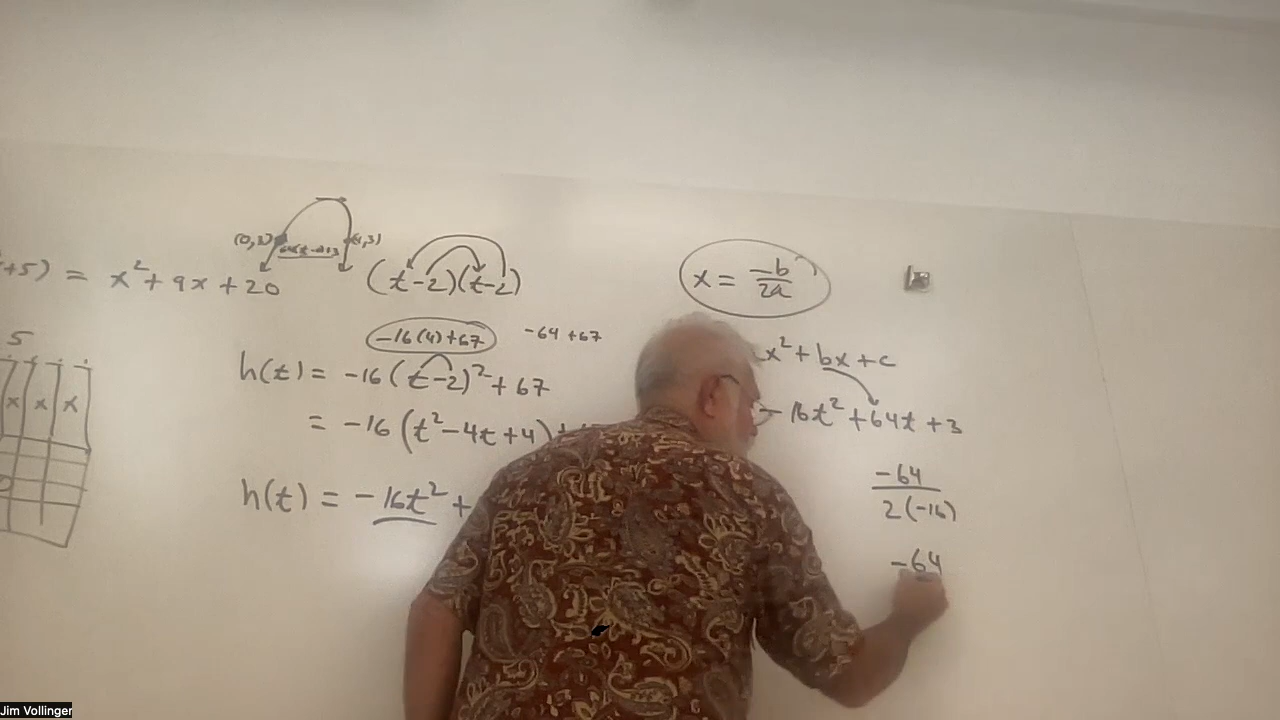 (0,3)
,3)
+5) = x² + 9x + 20
(t-2)(t-2)
5
x x x
-16(4)+67
-64 +67
h(t) = -16(t-2)² + 67
= -16(t² - 4t + 4) +
h(t) = -16t² +
x = -b/2a
x² + bx + c
-16t² + 64t + 3
-64
2(-16)
-64
Jim Vollinger